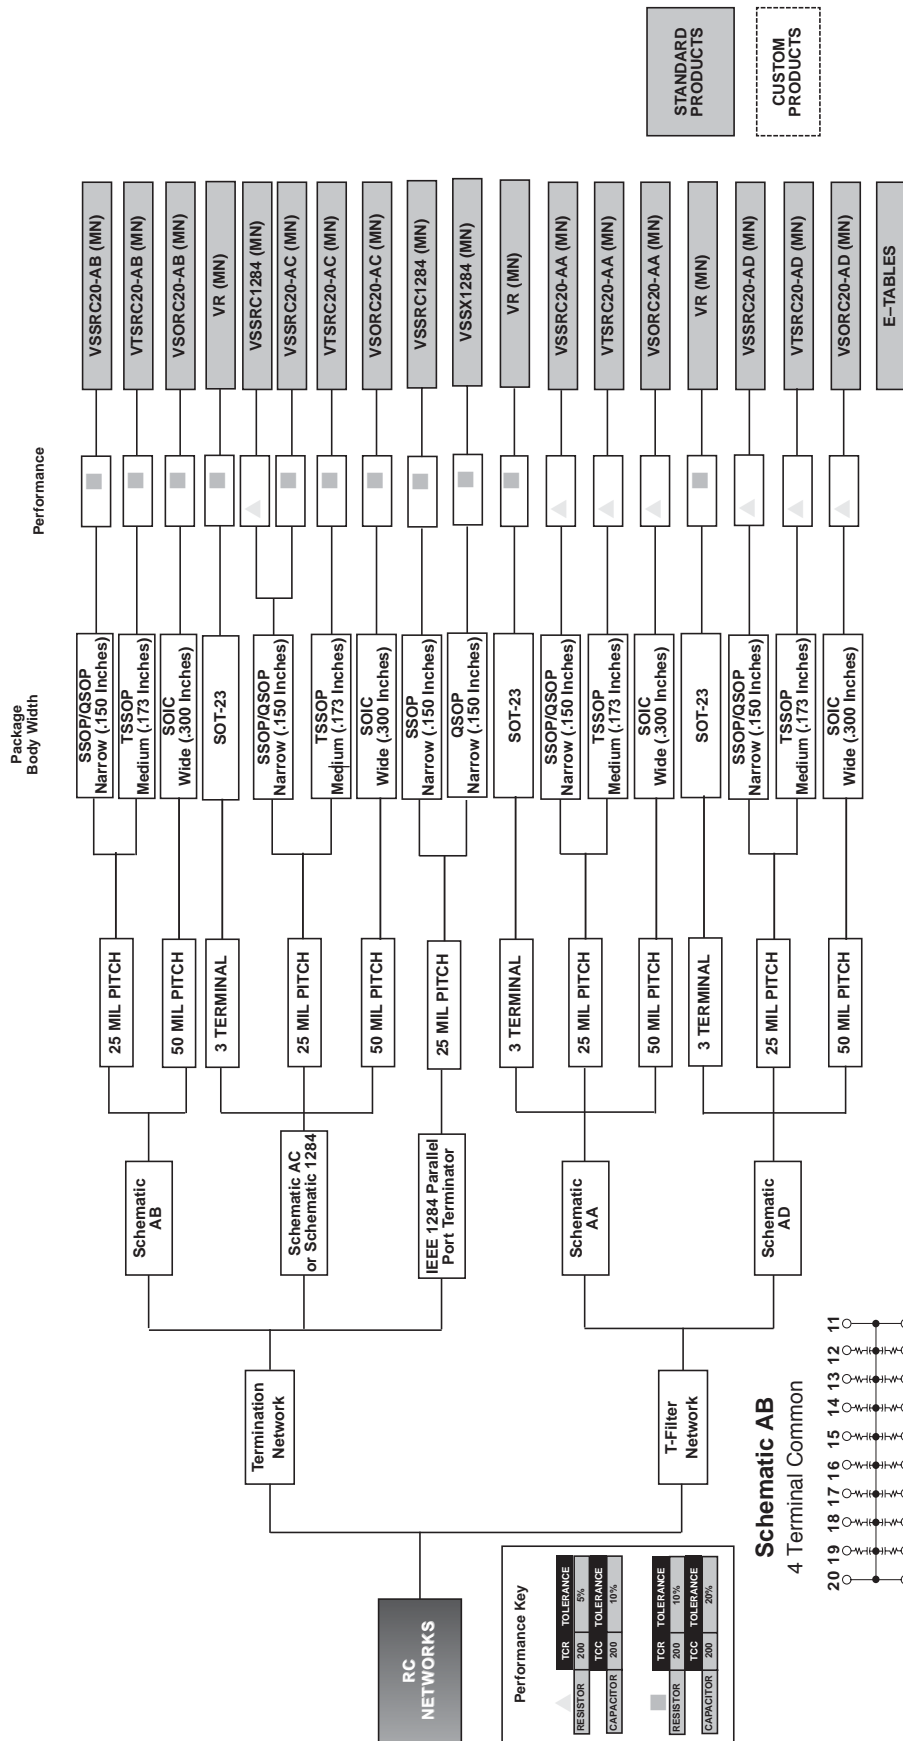 RC
NETWORKS
Termination
Network
T-Filter
Network
Schematic
AB
Schematic AC
or Schematic 1284
IEEE 1284 Parallel
Port Terminator
Schematic
AA
Schematic
AD
25 MIL PITCH
50 MIL PITCH
3 TERMINAL
25 MIL PITCH
50 MIL PITCH
25 MIL PITCH
3 TERMINAL
25 MIL PITCH
50 MIL PITCH
3 TERMINAL
25 MIL PITCH
50 MIL PITCH
Package
Body Width
SSOP/QSOP
Narrow (.150 Inches)
TSSOP
Medium (.173 Inches)
SOIC
Wide (.300 Inches)
SOT-23
SSOP/QSOP
Narrow (.150 Inches)
TSSOP
Medium (.173 Inches)
SOIC
Wide (.300 Inches)
SSOP
Narrow (.150 Inches)
QSOP
Narrow (.150 Inches)
SOT-23
SSOP/QSOP
Narrow (.150 Inches)
TSSOP
Medium (.173 Inches)
SOIC
Wide (.300 Inches)
SOT-23
SSOP/QSOP
Narrow (.150 Inches)
TSSOP
Medium (.173 Inches)
SOIC
Wide (.300 Inches)
Performance
VSSRC20-AB (MN)
VTSRC20-AB (MN)
VSORC20-AB (MN)
VR (MN)
VSSRC1284 (MN)
VSSRC20-AC (MN)
VTSRC20-AC (MN)
VSORC20-AC (MN)
VSSRC1284 (MN)
VSSX1284 (MN)
VR (MN)
VSSRC20-AA (MN)
VTSRC20-AA (MN)
VSORC20-AA (MN)
VR (MN)
VSSRC20-AD (MN)
VTSRC20-AD (MN)
VSORC20-AD (MN)
E–TABLES
STANDARD
PRODUCTS
CUSTOM
PRODUCTS
Performance Key
TCR TOLERANCE
RESISTOR 200 5%
TCC TOLERANCE
CAPACITOR 200 10%
TCR TOLERANCE
RESISTOR 200 10%
TCC TOLERANCE
CAPACITOR 200 20%
Schematic AB
4 Terminal Common
20 19 18 17 16 15 14 13 12 11